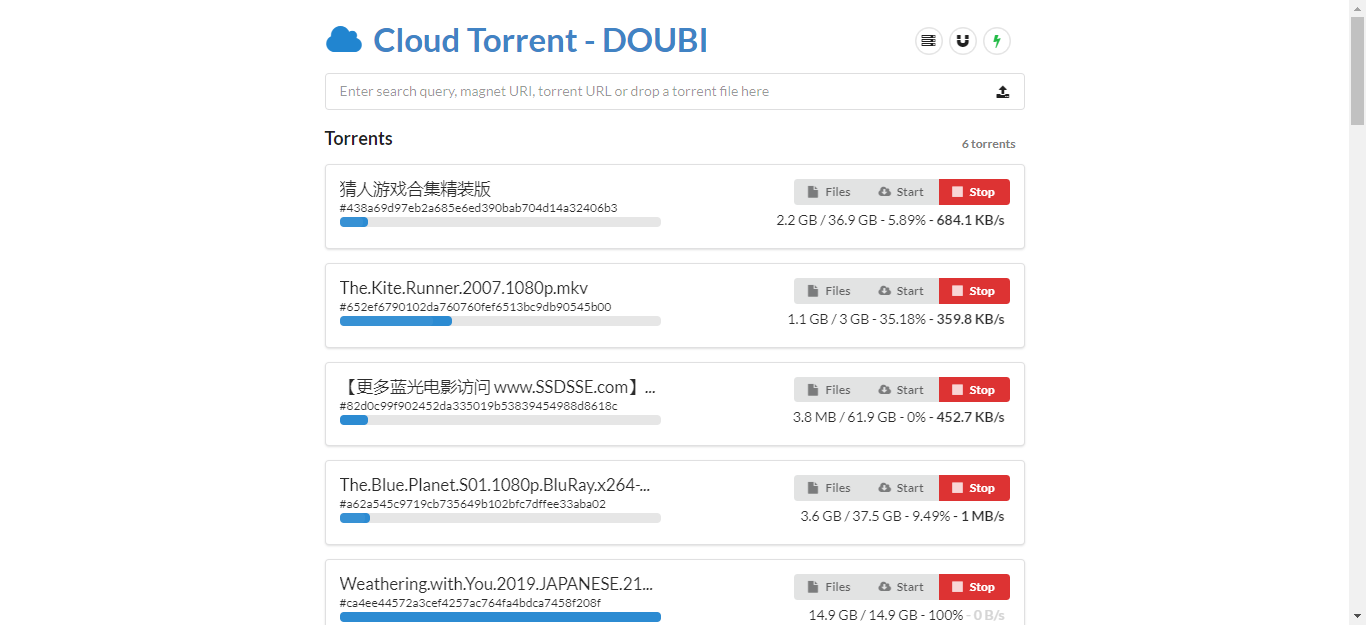 Cloud Torrent - DOUBI
Enter search query, magnet URI, torrent URL or drop a torrent file here
Torrents
6 torrents
猜人游戏合集精装版
Files Start Stop
#438a69d97eb2a685e6ed390bab704d14a32406b3
2.2 GB / 36.9 GB - 5.89% - 684.1 KB/s
The.Kite.Runner.2007.1080p.mkv
Files Start Stop
#652ef6790102da760760fef6513bc9db90545b00
1.1 GB / 3 GB - 35.18% - 359.8 KB/s
【更多蓝光电影访问 www.SSDSSE.com】...
Files Start Stop
#82d0c99f902452da335019b53839454988d8618c
3.8 MB / 61.9 GB - 0% - 452.7 KB/s
The.Blue.Planet.S01.1080p.BluRay.x264-...
Files Start Stop
#a62a545c9719cb735649b102bfc7dffee33aba02
3.6 GB / 37.5 GB - 9.49% - 1 MB/s
Weathering.with.You.2019.JAPANESE.21...
Files Start Stop
#ca4ee44572a3cef4257ac764fa4bdca7458f208f
14.9 GB / 14.9 GB - 100% - 0 B/s